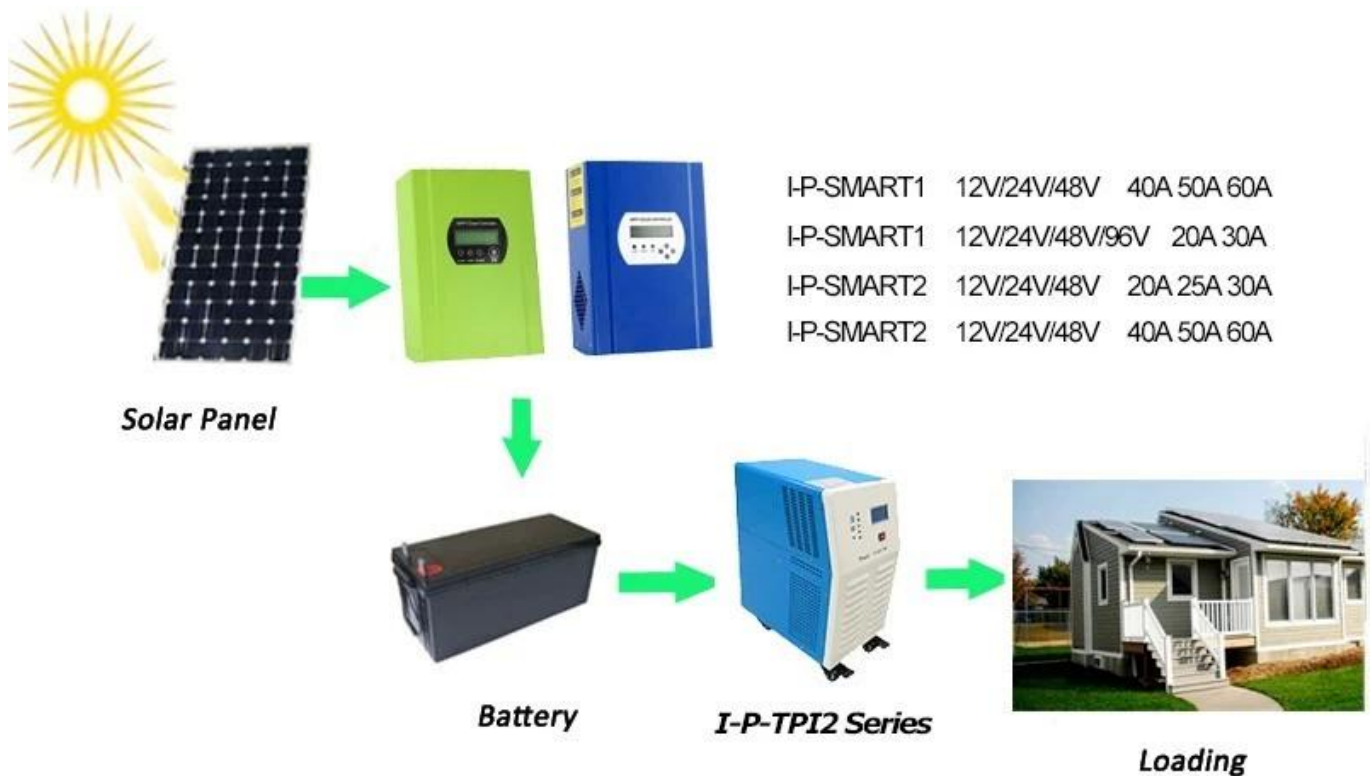 I-P-SMART1 12V/24V/48V 40A 50A 60A
I-P-SMART1 12V/24V/48V/96V 20A 30A
I-P-SMART2 12V/24V/48V 20A 25A 30A
I-P-SMART2 12V/24V/48V 40A 50A 60A
Solar Panel
Battery
I-P-TPI2 Series
Loading